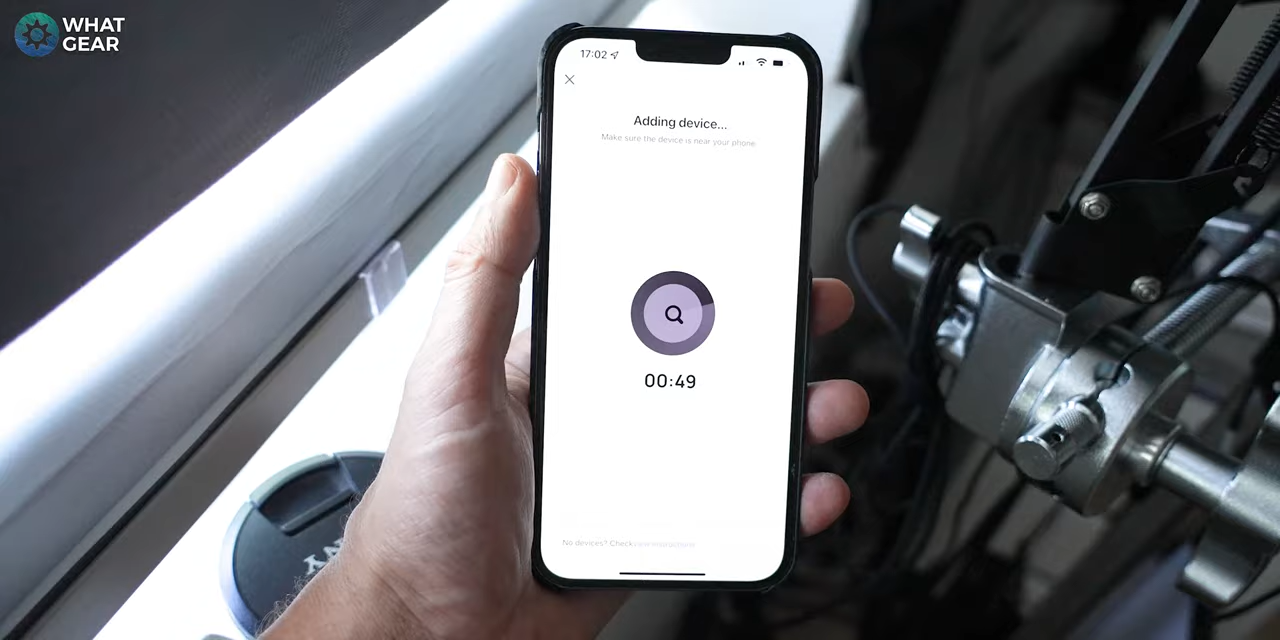 WHAT
GEAR
17:02
Adding device...
Make sure the device is near your phone
00:49
No devices? Check